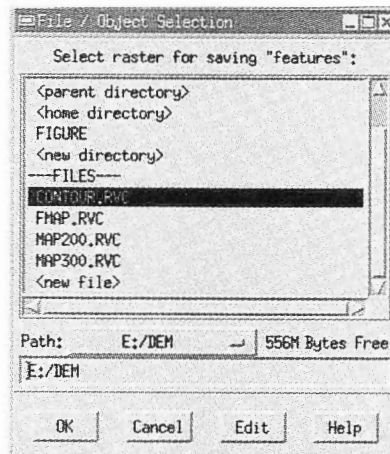 File / Object Selection
Select raster for saving "features":
<parent directory>
<home directory>
FIGURE
<new directory>
---FILES---
CONTOUR.RVC
FMAP.RVC
MAP200.RVC
MAP300.RVC
<new file>
Path: E:/DEM 556M Bytes Free
E:/DEM
OK Cancel Edit Help